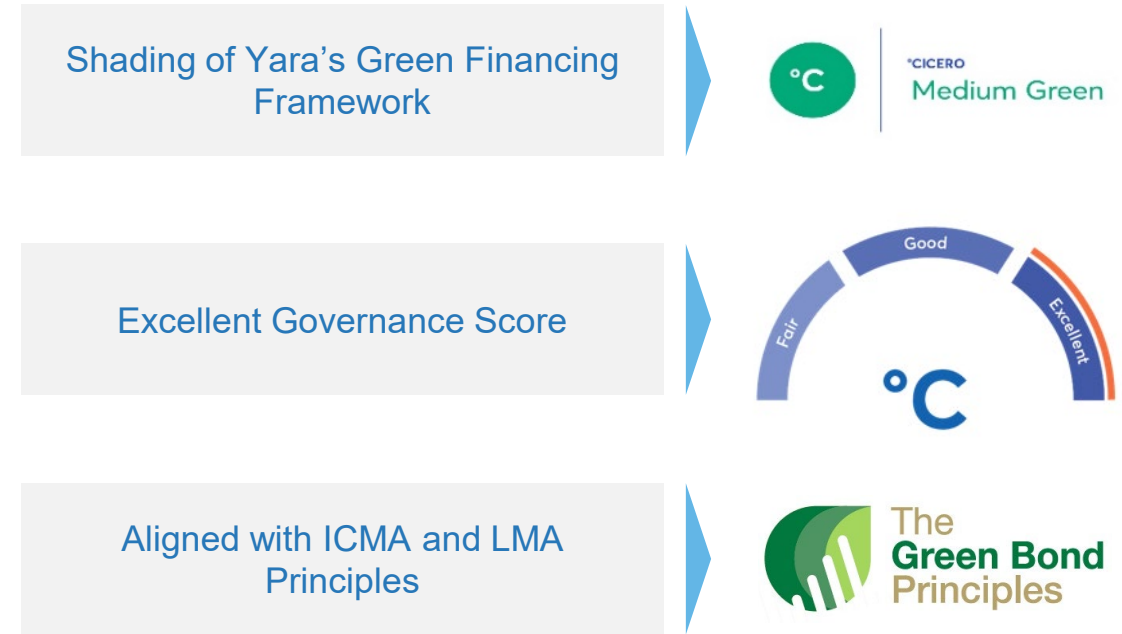 Shading of Yara’s Green Financing
Framework
°C
°CICERO
Medium Green
Excellent Governance Score
Fair
Good
Excellent
°C
Aligned with ICMA and LMA
Principles
The
Green Bond
Principles